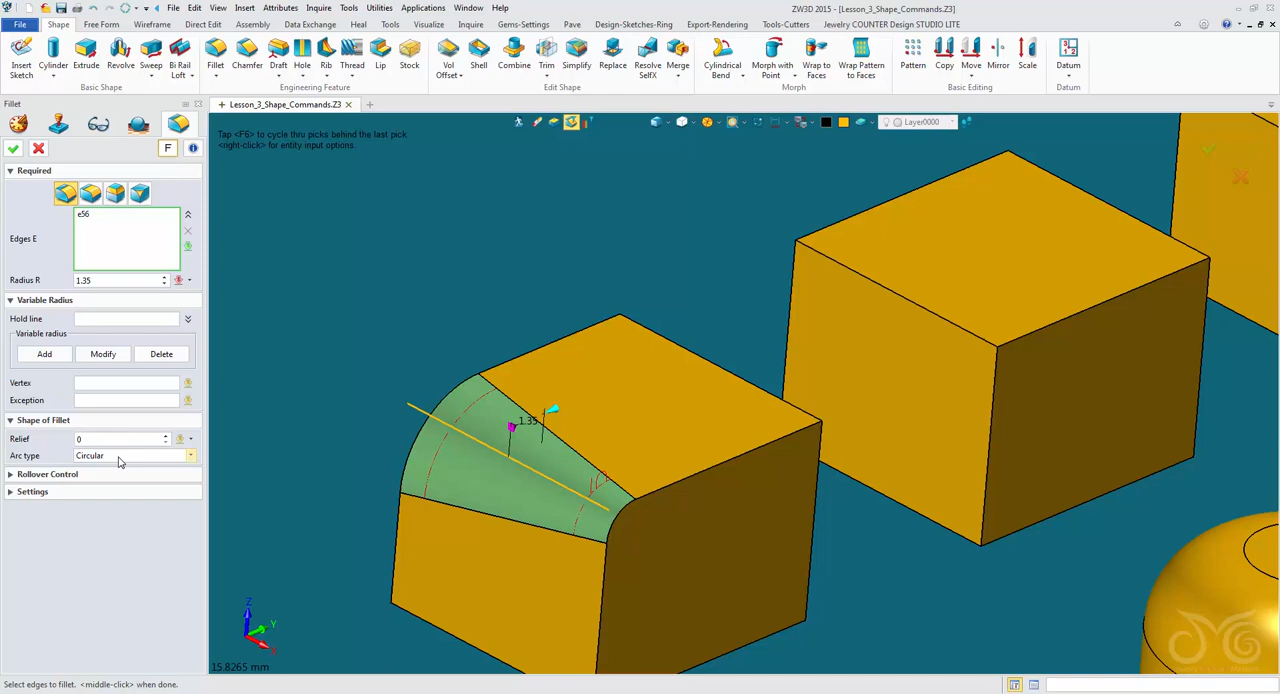 File Edit View Insert Attributes Inquire Tools Utilities Applications Window Help ZW3D 2015 - [Lesson_3_Shape_Commands.Z3]
File Shape Free Form Wireframe Direct Edit Assembly Data Exchange Heal Tools Visualize Inquire Gems-Settings Pave Design-Sketches-Ring Export-Rendering Tools-Cutters Jewelry COUNTER Design STUDIO LITE
Insert Sketch Cylinder Extrude Revolve Sweep Bi Rail Loft Fillet Chamfer Draft Hole Rib Thread Lip Stock Vol Offset Shell Combine Trim Simplify Replace Resolve SelfX Merge Cylindrical Bend Morph with Point Wrap to Faces Wrap Pattern to Faces Pattern Copy Move Mirror Scale Datum
Basic Shape Engineering Feature Edit Shape Morph Basic Editing Datum
Fillet
Lesson_3_Shape_Commands.Z3
Tap <F6> to cycle thru picks behind the last pick
<right-click> for entity input options.
Layer0000
F
Required
e56
Edges E
Radius R 1.35
Variable Radius
Hold line
Variable radius
Add Modify Delete
Vertex
Exception
Shape of Fillet
Relief 0
Arc type Circular
Rollover Control
Settings
1.35
Z
Y
X
15.8265 mm
Select edges to fillet. <middle-click> when done.